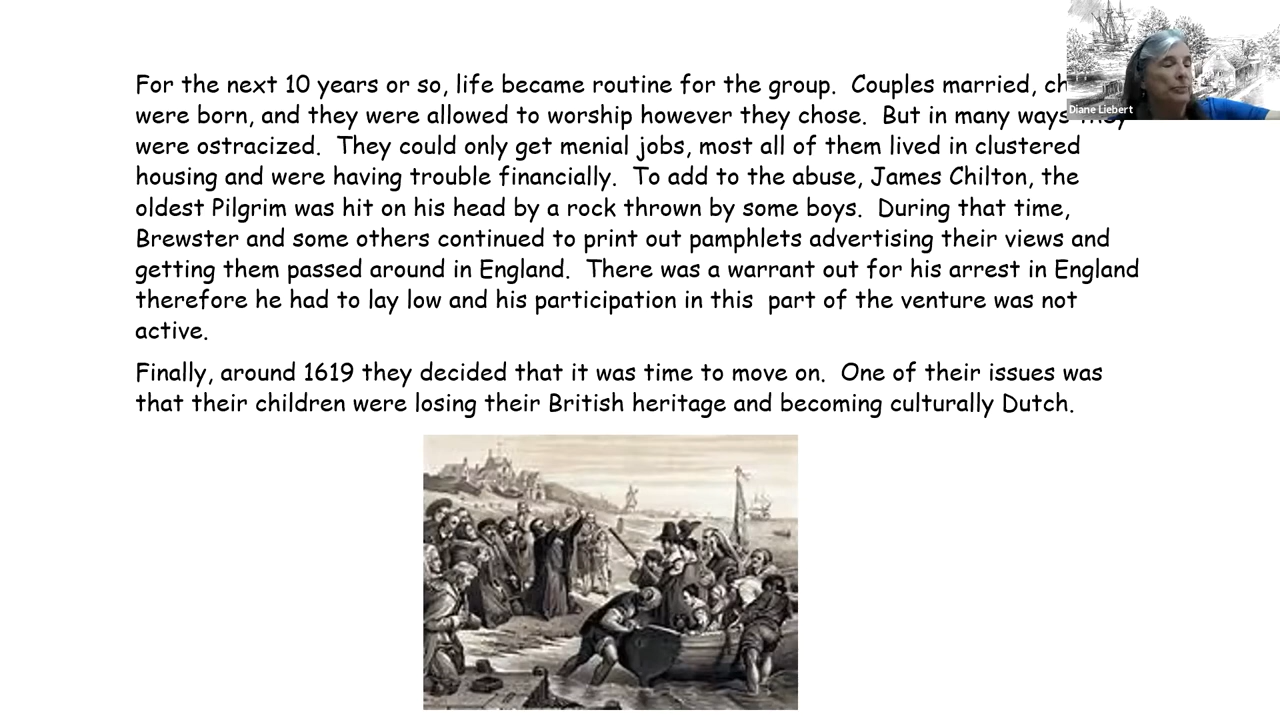 For the next 10 years or so, life became routine for the group.  Couples married,
were born, and they were allowed to worship however they chose.  But in many ways
were ostracized.  They could only get menial jobs, most all of them lived in clustered
housing and were having trouble financially.  To add to the abuse, James Chilton, the
oldest Pilgrim was hit on his head by a rock thrown by some boys.  During that time,
Brewster and some others continued to print out pamphlets advertising their views and
getting them passed around in England.  There was a warrant out for his arrest in England
therefore he had to lay low and his participation in this  part of the venture was not
active.
Finally, around 1619 they decided that it was time to move on.  One of their issues was
that their children were losing their British heritage and becoming culturally Dutch.
Diane Liebert